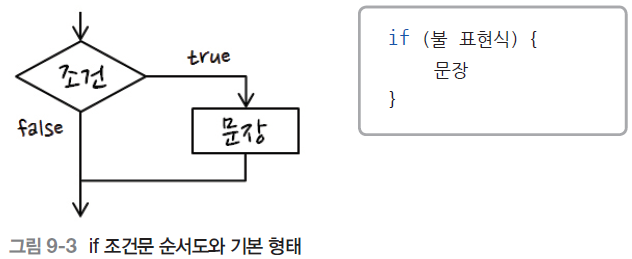 조건
true
false
문장
if (불 표현식) {
문장
}
그림 9-3 if 조건문 순서도와 기본 형태